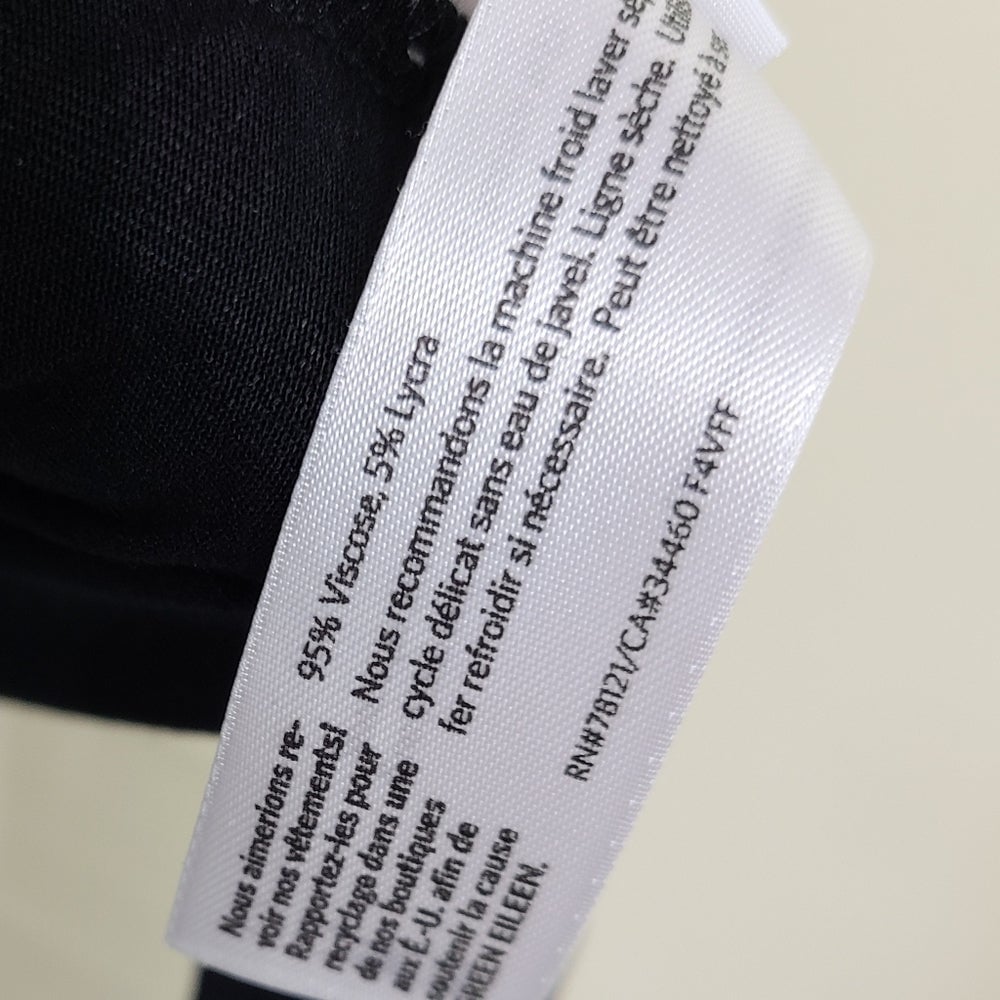 95% Viscose, 5% Lycra
Nous recommandons la machine froid laver
cycle délicat sans eau de javel. Ligne sèche.
fer refroidir si nécessaire. Peut être nettoyé à
RN#78121/CA#34460 F4VFF
Nous aimerions re-
voir nos vêtements!
Rapportez-les pour
recyclage dans une
de nos boutiques
aux É.-U. afin de
soutenir la cause
GREEN EILEEN.